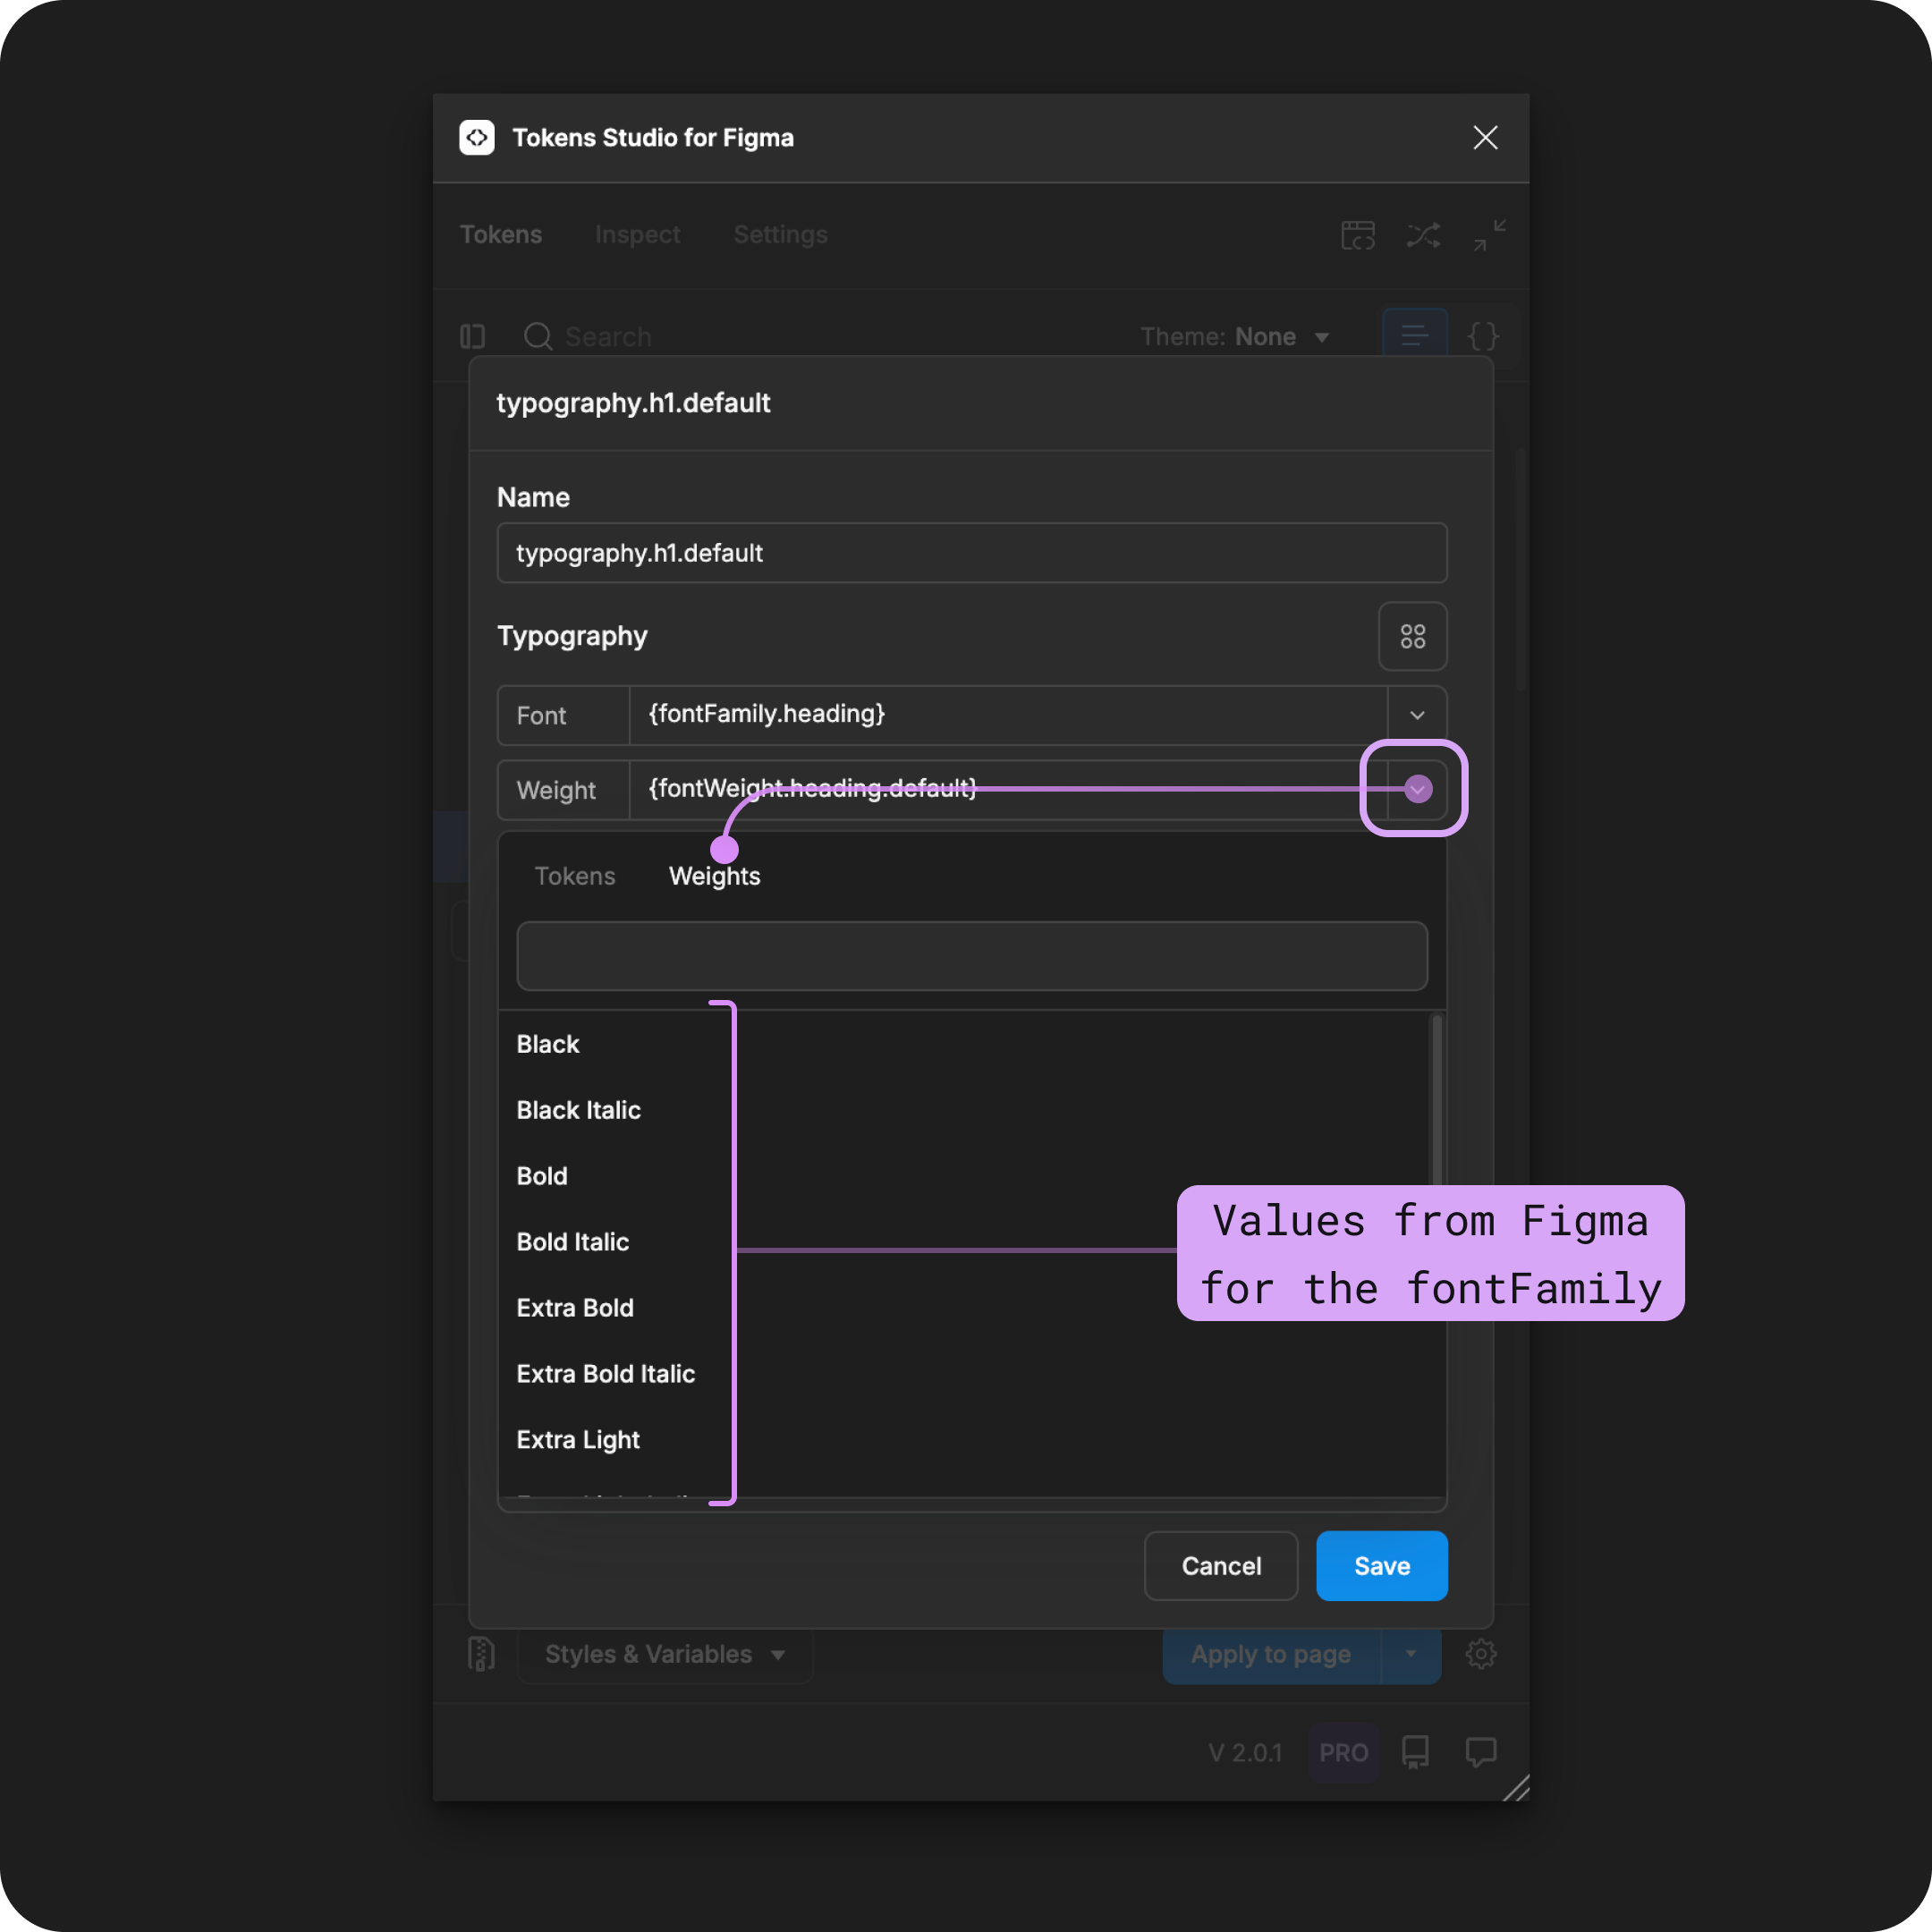 Tokens Studio for Figma
Tokens Inspect Settings
Search Theme: None
typography.h1.default
Name
typography.h1.default
Typography
Font {fontFamily.heading}
Weight {fontWeight.heading.default}
Tokens Weights
Black
Black Italic
Bold
Bold Italic
Extra Bold
Extra Bold Italic
Extra Light
Values from Figma
for the fontFamily
Cancel Save
Styles & Variables Apply to page
V 2.0.1 PRO